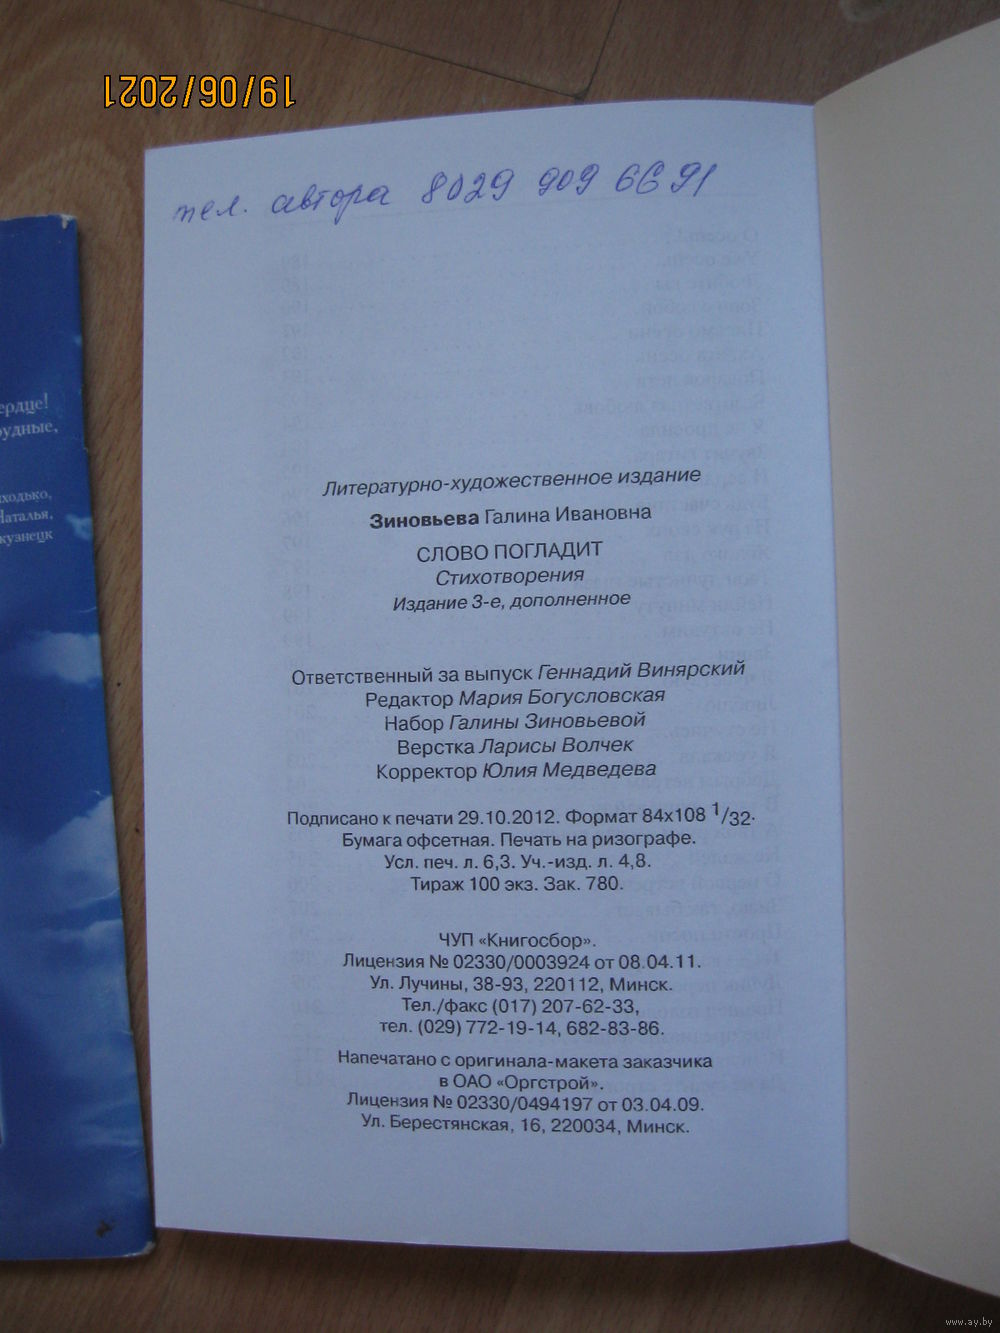 19/06/2021
тел. автора 8029 909 66 91
ердце!
рудные,
ходько,
Наталья,
кузнецк
Литературно-художественное издание
Зиновьева Галина Ивановна
СЛОВО ПОГЛАДИТ
Стихотворения
Издание 3-е, дополненное
Ответственный за выпуск Геннадий Винярский
Редактор Мария Богусловская
Набор Галины Зиновьевой
Верстка Ларисы Волчек
Корректор Юлия Медведева
Подписано к печати 29.10.2012. Формат 84х108 1/32.
Бумага офсетная. Печать на ризографе.
Усл. печ. л. 6,3. Уч.-изд. л. 4,8.
Тираж 100 экз. Зак. 780.
ЧУП «Книгосбор».
Лицензия № 02330/0003924 от 08.04.11.
Ул. Лучины, 38-93, 220112, Минск.
Тел./факс (017) 207-62-33,
тел. (029) 772-19-14, 682-83-86.
Напечатано с оригинала-макета заказчика
в ОАО «Оргстрой».
Лицензия № 02330/0494197 от 03.04.09.
Ул. Берестянская, 16, 220034, Минск.
www.ay.by